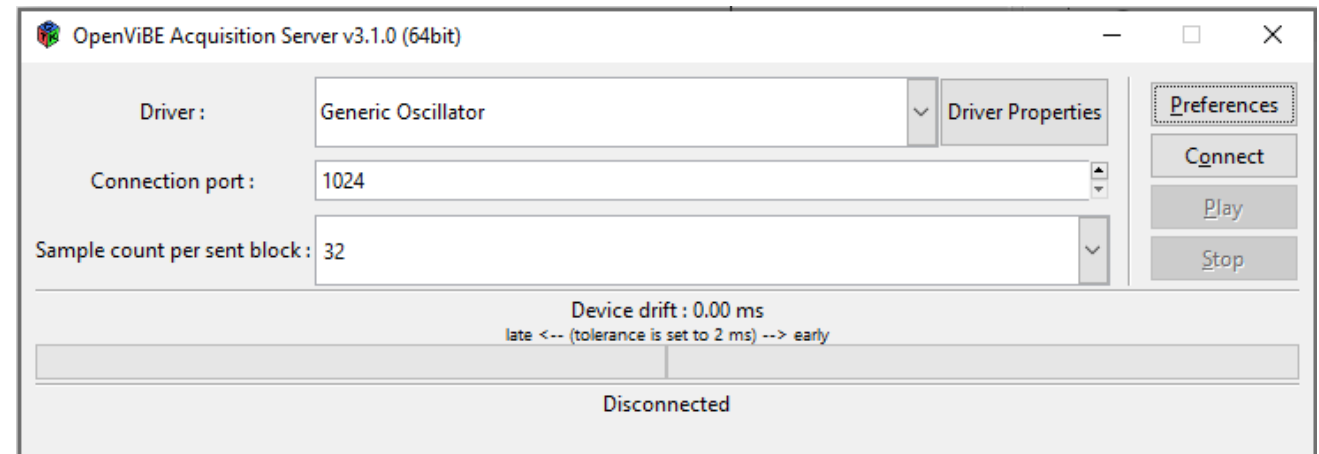 OpenViBE Acquisition Server v3.1.0 (64bit)
Driver : Generic Oscillator Driver Properties Preferences
Connection port : 1024 Connect
Play
Sample count per sent block : 32 Stop
Device drift : 0.00 ms
late <-- (tolerance is set to 2 ms) --> early
Disconnected